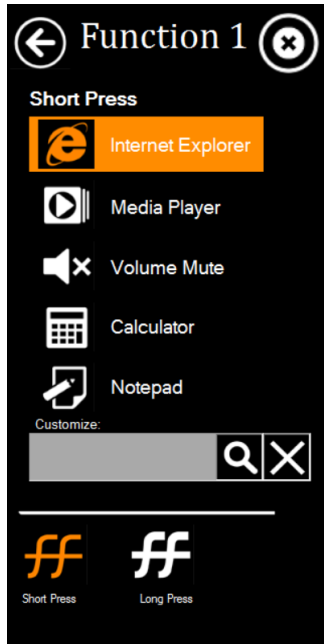 Function 1
Short Press
Internet Explorer
Media Player
Volume Mute
Calculator
Notepad
Customize:
Short Press
Long Press